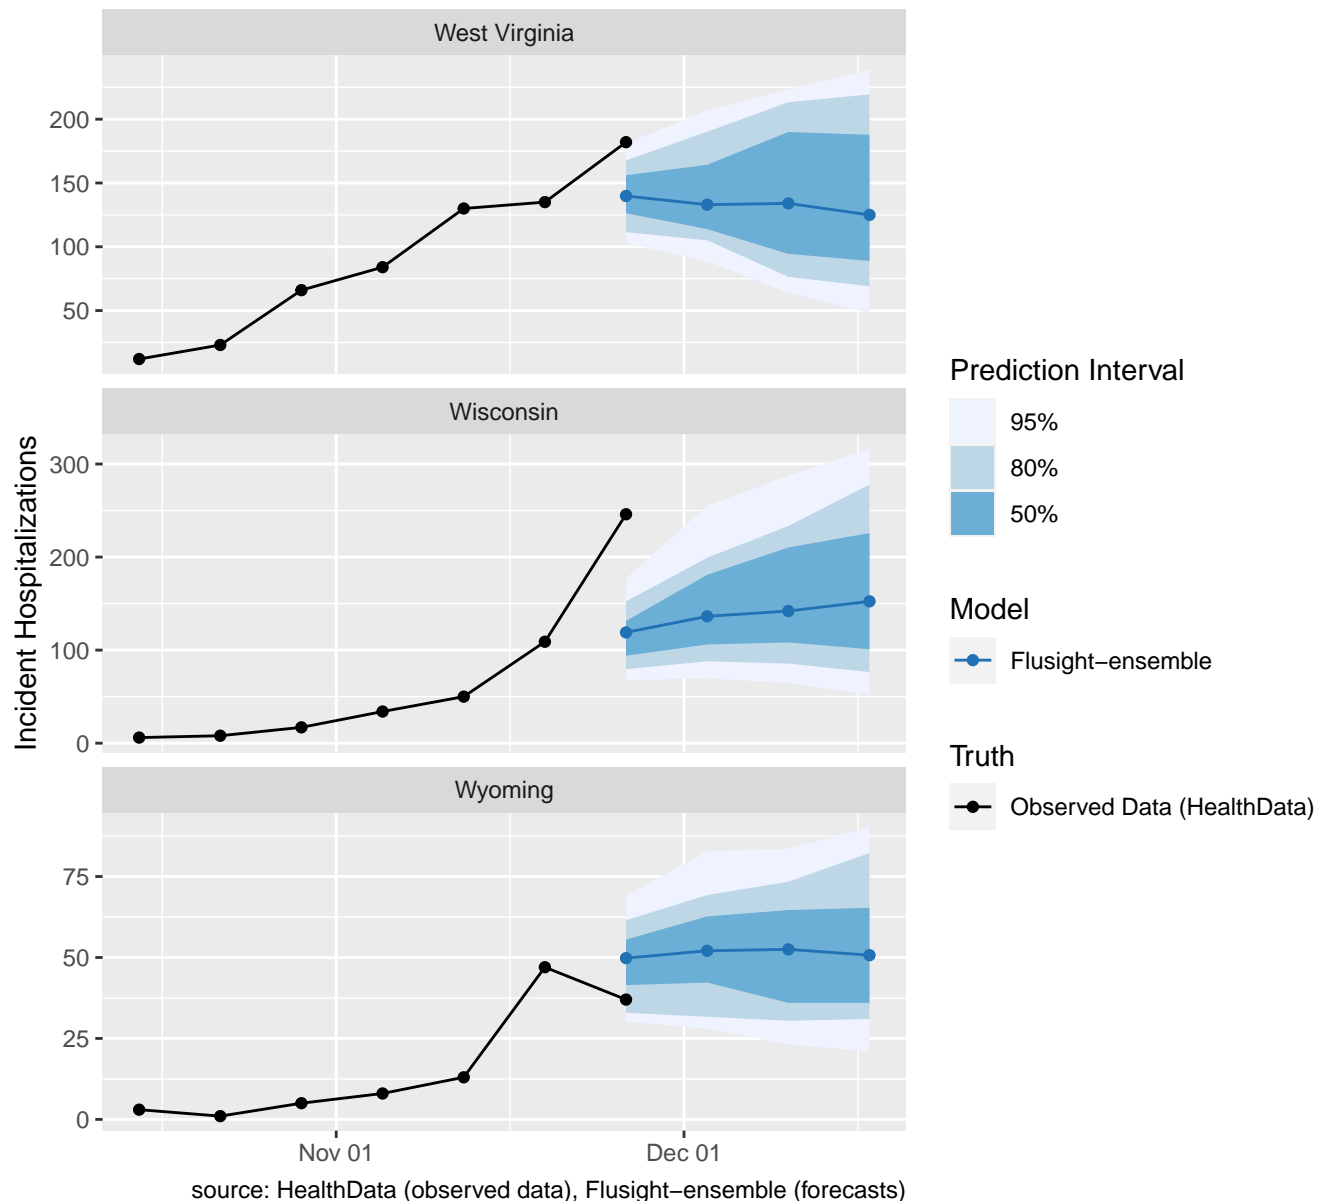 West Virginia
200
150
100
50
Wisconsin
300
200
100
0
Wyoming
75
50
25
0
Nov 01
Dec 01
Incident Hospitalizations
source: HealthData (observed data), Flusight−ensemble (forecasts)
Prediction Interval
95%
80%
50%
Model
Flusight−ensemble
Truth
Observed Data (HealthData)